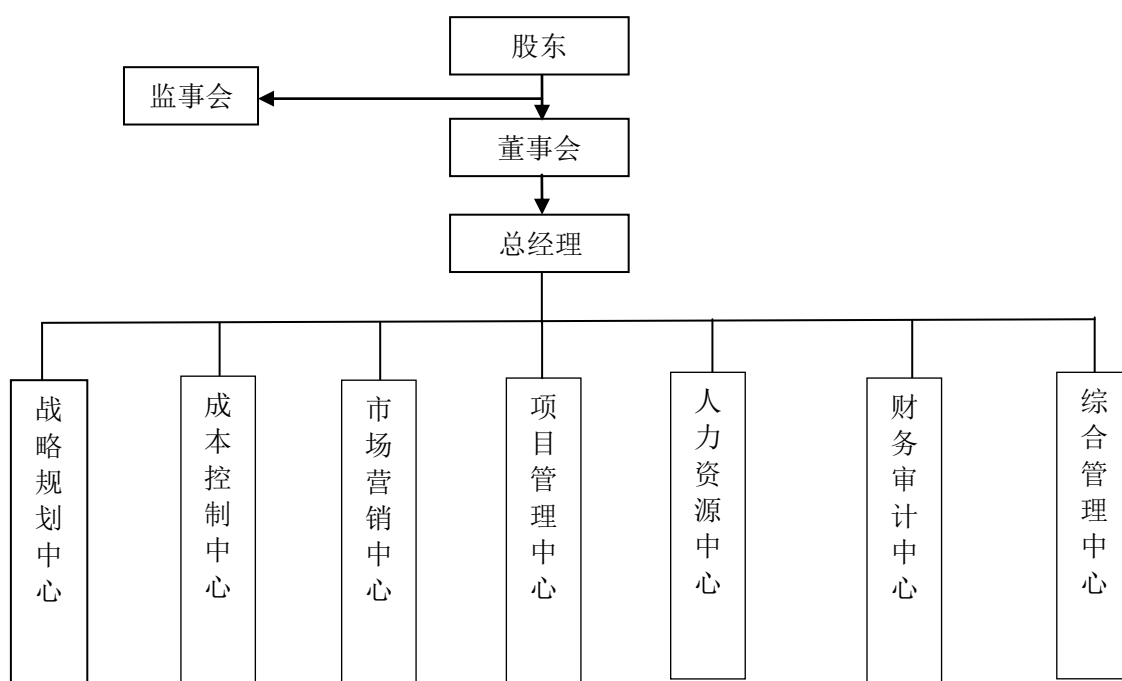 股东
监事会
董事会
总经理
战略规划中心
成本控制中心
市场营销中心
项目管理中心
人力资源中心
财务审计中心
综合管理中心